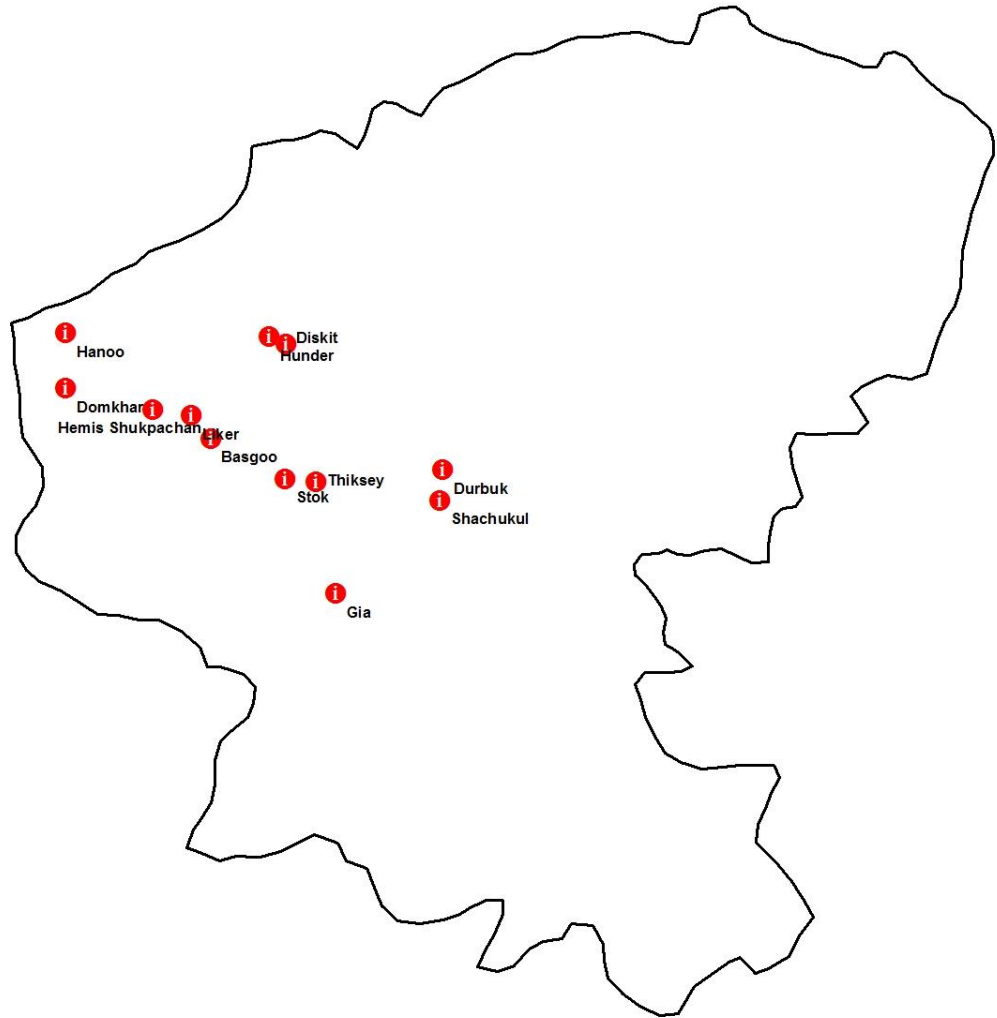 Diskit
Hanoo
Hunder
Domkhar
Hemis Shukpachan
Liker
Basgoo
Thiksey
Stok
Durbuk
Shachukul
Gia